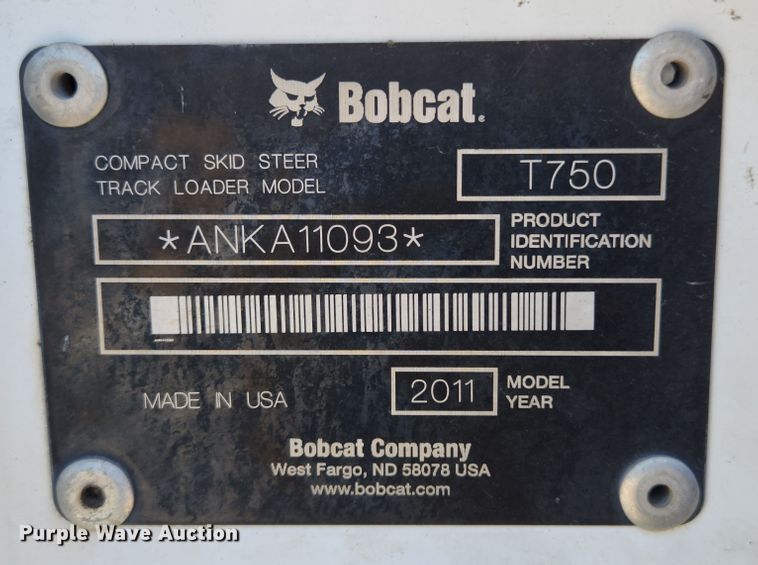 Bobcat.
COMPACT SKID STEER
TRACK LOADER MODEL
T750
*ANKA11093*
PRODUCT
IDENTIFICATION
NUMBER
MADE IN USA
2011
MODEL
YEAR
Bobcat Company
West Fargo, ND 58078 USA
www.bobcat.com
Purple Wave Auction